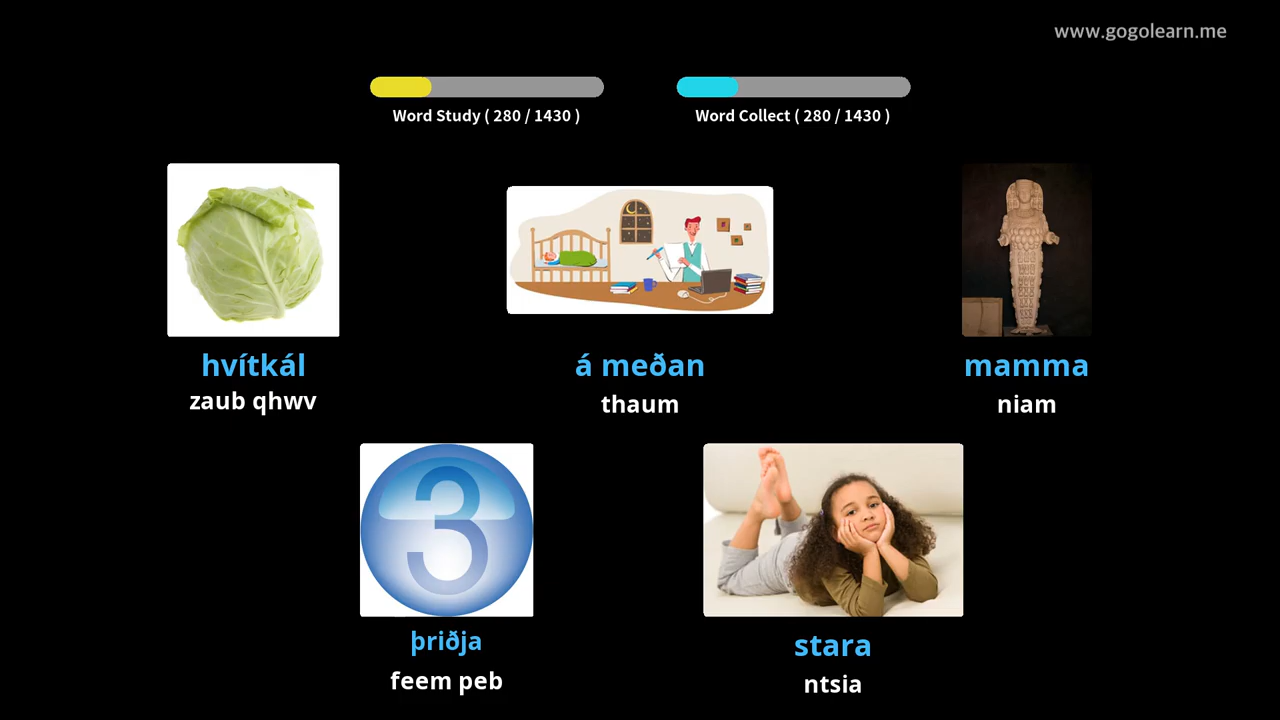 www.gogolearn.me
Word Study ( 280 / 1430 )
Word Collect ( 280 / 1430 )
hvítkál
zaub qhwv
á meðan
thaum
mamma
niam
3
þriðja
feem peb
stara
ntsia